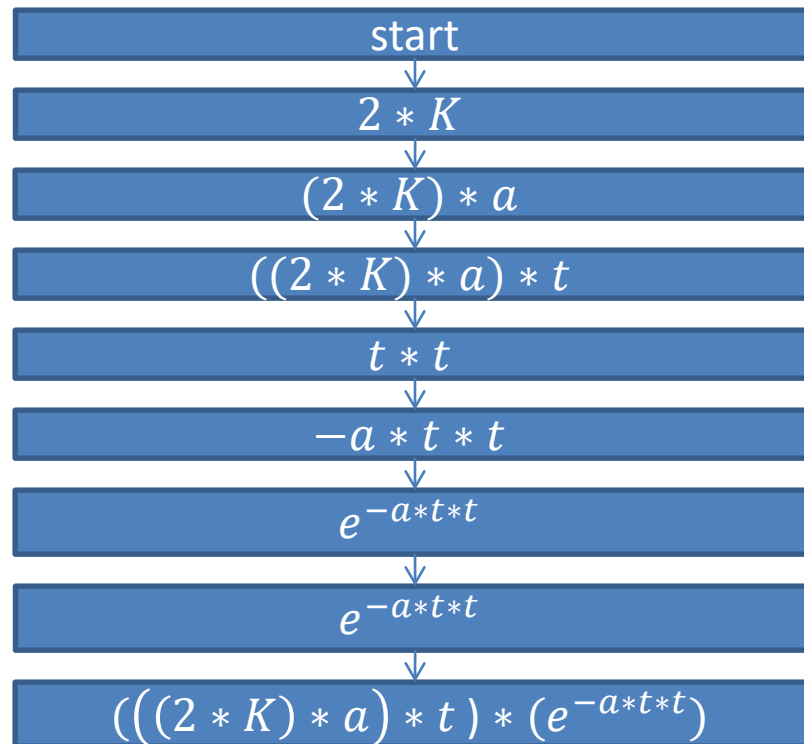 start
2 ∗ K
(2 ∗ K) ∗ a
((2 ∗ K) ∗ a) ∗ t
t ∗ t
−a ∗ t ∗ t
e^{−a∗t∗t}
e^{−a∗t∗t}
(((2 ∗ K) ∗ a) ∗ t ) ∗ (e^{−a∗t∗t})